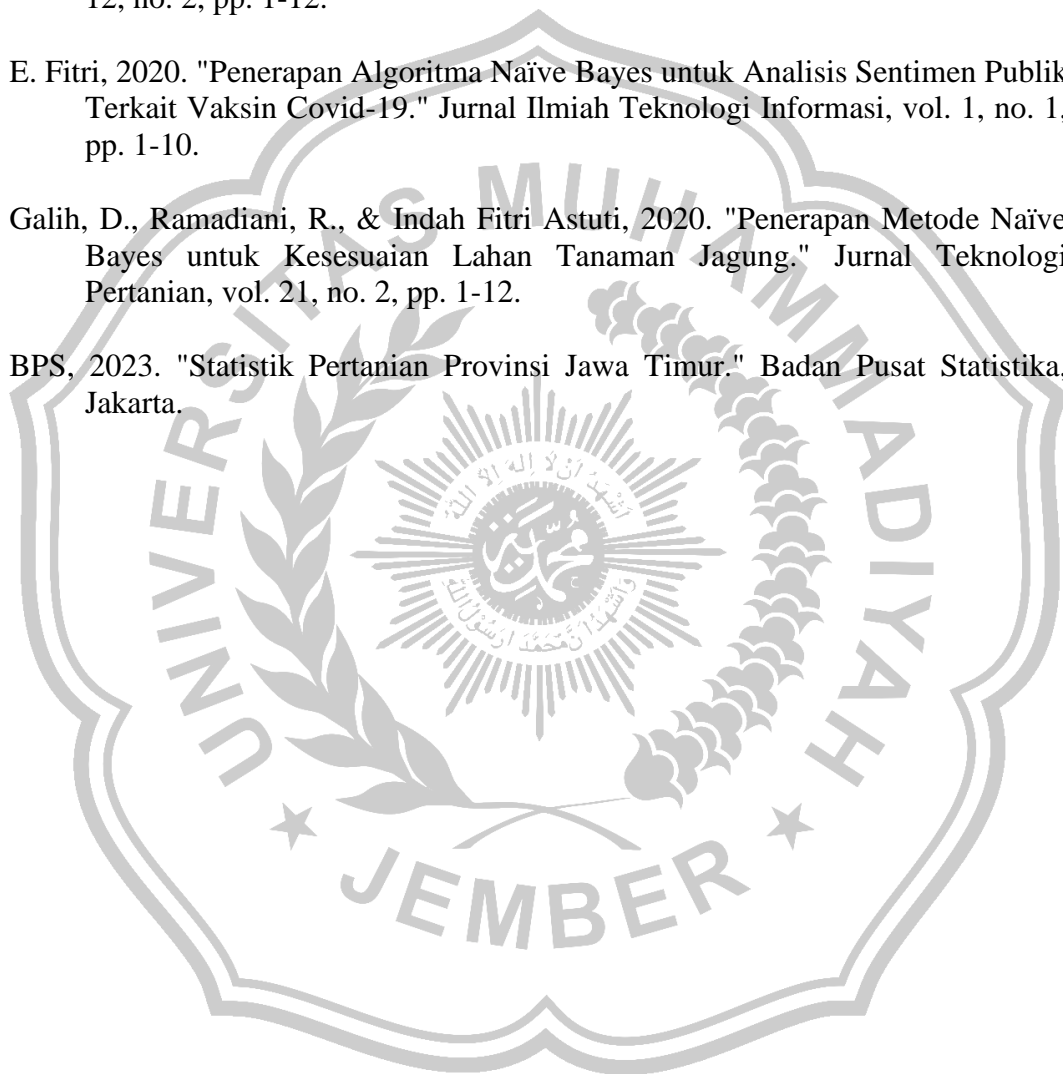 12, no. 2, pp. 1-12.
E. Fitri, 2020. "Penerapan Algoritma Naïve Bayes untuk Analisis Sentimen Publik
Terkait Vaksin Covid-19." Jurnal Ilmiah Teknologi Informasi, vol. 1, no. 1,
pp. 1-10.
Galih, D., Ramadiani, R., & Indah Fitri Astuti, 2020. "Penerapan Metode Naïve
Bayes untuk Kesesuaian Lahan Tanaman Jagung." Jurnal Teknologi
Pertanian, vol. 21, no. 2, pp. 1-12.
BPS, 2023. "Statistik Pertanian Provinsi Jawa Timur." Badan Pusat Statistika,
Jakarta.
UNIVERSITAS MUHAMMADIYAH
JEMBER